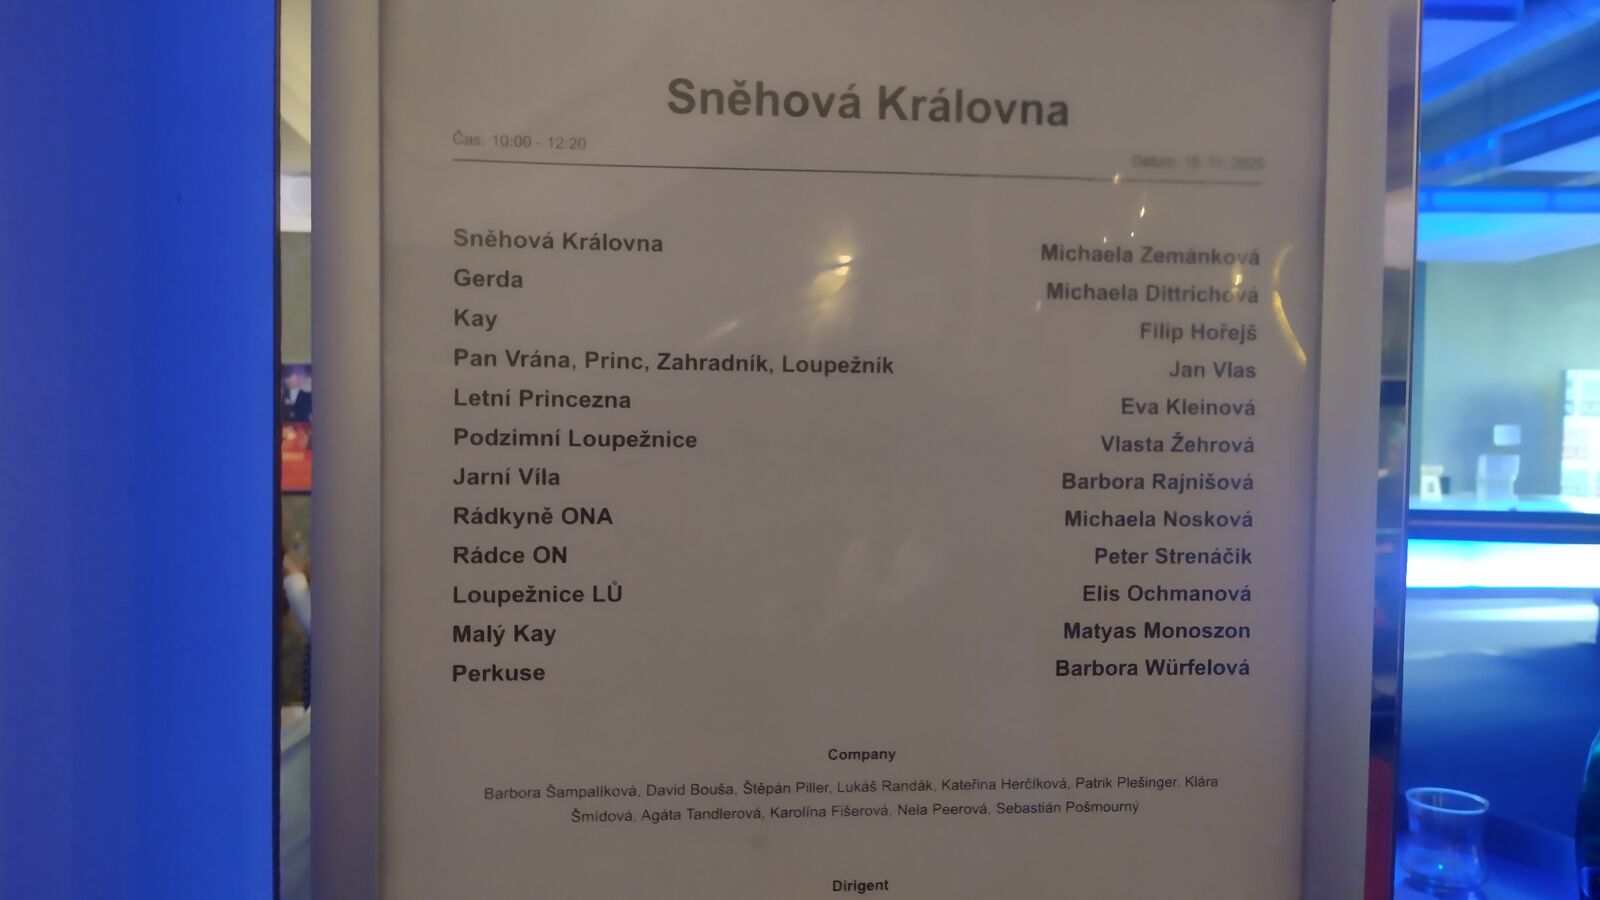 Sněhová Královna
Čas: 10:00 - 12:20
Datum:
Sněhová Královna
Michaela Zemánková
Gerda
Michaela Dittrichová
Kay
Filip Hořejš
Pan Vrána, Princ, Zahradník, Loupežník
Jan Vlas
Letní Princezna
Eva Kleinová
Podzimní Loupežnice
Vlasta Žehrová
Jarní Víla
Barbora Rajnišová
Rádkyně ONA
Michaela Nosková
Rádce ON
Peter Strenáčik
Loupežnice LŮ
Elis Ochmanová
Malý Kay
Matyas Monoszon
Perkuse
Barbora Würfelová
Company
Barbora Šampalíková, David Bouša, Štěpán Piller, Lukáš Randák, Kateřina Herčíková, Patrik Plešinger, Klára
Šmídová, Agáta Tandlerová, Karolína Fišerová, Nela Peerová, Sebastián Pošmourný
Dirigent